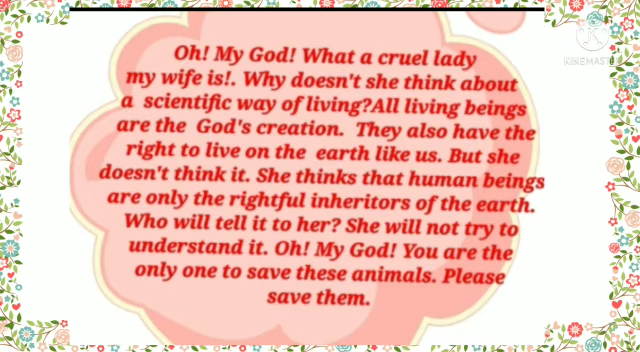 Oh! My God! What a cruel lady
my wife is!. Why doesn't she think about
a scientific way of living?All living beings
are the God's creation. They also have the
right to live on the earth like us. But she
doesn't think it. She thinks that human beings
are only the rightful inheritors of the earth.
Who will tell it to her? She will not try to
understand it. Oh! My God! You are the
only one to save these animals. Please
save them.
KINEMASTER